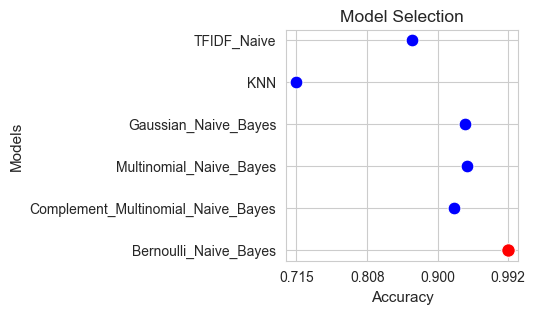 Model Selection
TFIDF_Naive
KNN
Gaussian_Naive_Bayes
Multinomial_Naive_Bayes
Complement_Multinomial_Naive_Bayes
Bernoulli_Naive_Bayes
Models
0.715 0.808 0.900 0.992
Accuracy